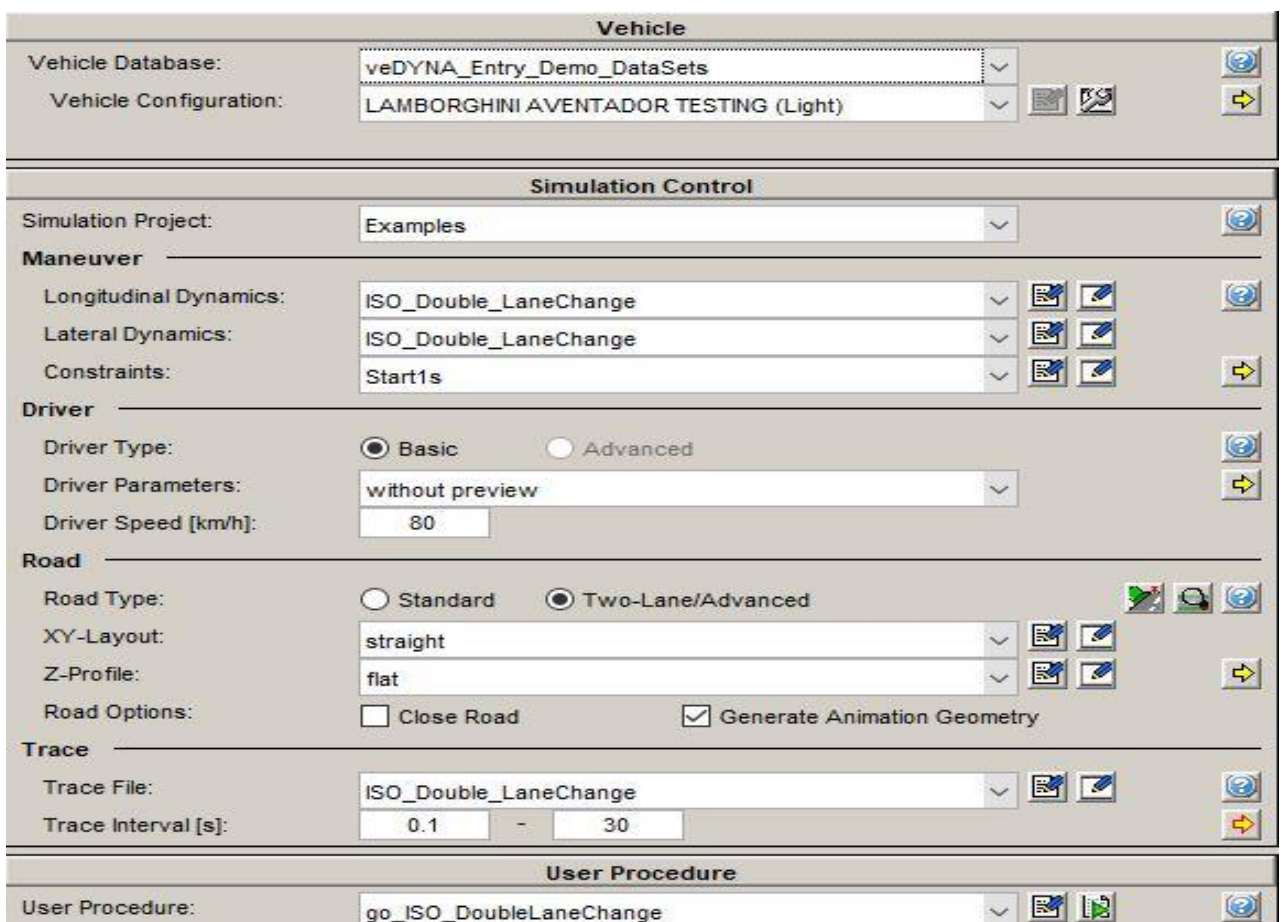 Vehicle
Vehicle Database: veDYNA_Entry_Demo_DataSets
Vehicle Configuration: LAMBORGHINI AVENTADOR TESTING (Light)
Simulation Control
Simulation Project: Examples
Maneuver
Longitudinal Dynamics: ISO_Double_LaneChange
Lateral Dynamics: ISO_Double_LaneChange
Constraints: Start1s
Driver
Driver Type: Basic Advanced
Driver Parameters: without preview
Driver Speed [km/h]: 80
Road
Road Type: Standard Two-Lane/Advanced
XY-Layout: straight
Z-Profile: flat
Road Options: Close Road Generate Animation Geometry
Trace
Trace File: ISO_Double_LaneChange
Trace Interval [s]: 0.1 - 30
User Procedure
User Procedure: go_ISO_DoubleLaneChange